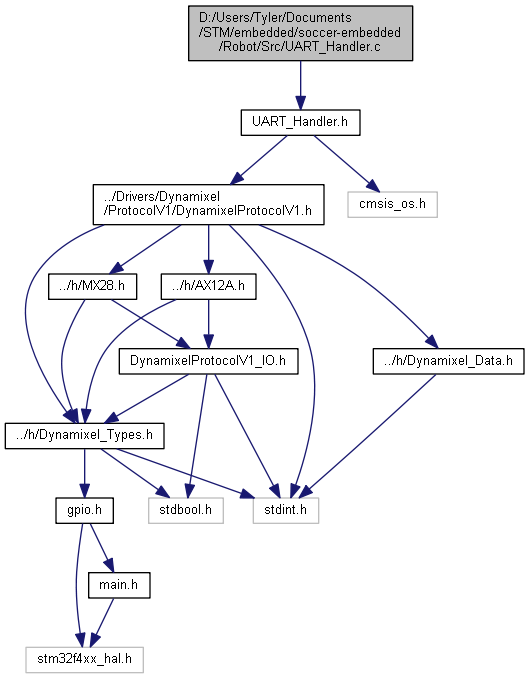 D:/Users/Tyler/Documents
/STM/embedded/soccer-embedded
/Robot/Src/UART_Handler.c
UART_Handler.h
../Drivers/Dynamixel
/ProtocolV1/DynamixelProtocolV1.h
cmsis_os.h
../h/MX28.h
../h/AX12A.h
DynamixelProtocolV1_IO.h
../h/Dynamixel_Data.h
../h/Dynamixel_Types.h
gpio.h
stdbool.h
stdint.h
main.h
stm32f4xx_hal.h